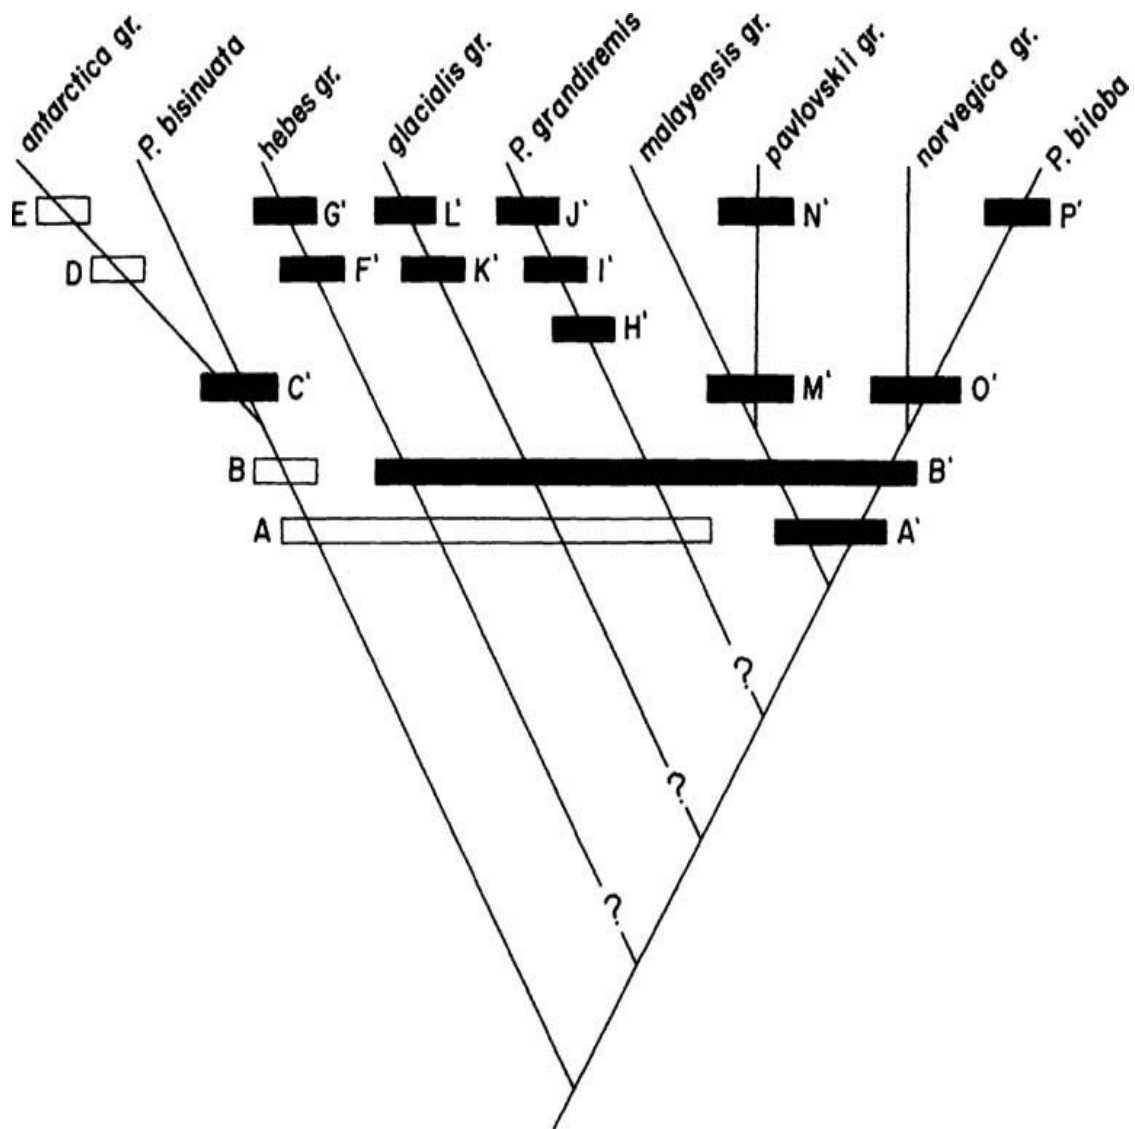 antarctica gr.
P. bisinuata
hebes gr.
glacialis gr.
P. grandiremis
malayensis gr.
pavlovskii gr.
norvegica gr.
P. biloba
E
G'
L'
J'
N'
P'
D
F'
K'
I'
H'
C'
M'
O'
B
B'
A
A'
?
?
?